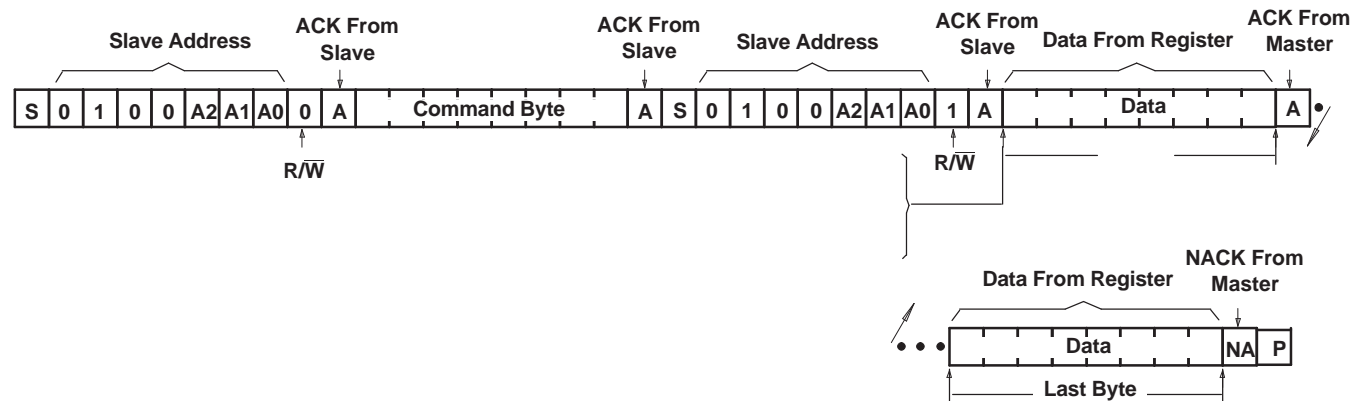 Slave Address
ACK From
Slave
ACK From
Slave
Slave Address
ACK From
Slave
Data From Register
ACK From
Master
S 0 1 0 0 A2 A1 A0 0 A Command Byte A S 0 1 0 0 A2 A1 A0 1 A Data A
R/W̅
R/W̅
Data From Register
NACK From
Master
Data NA P
Last Byte